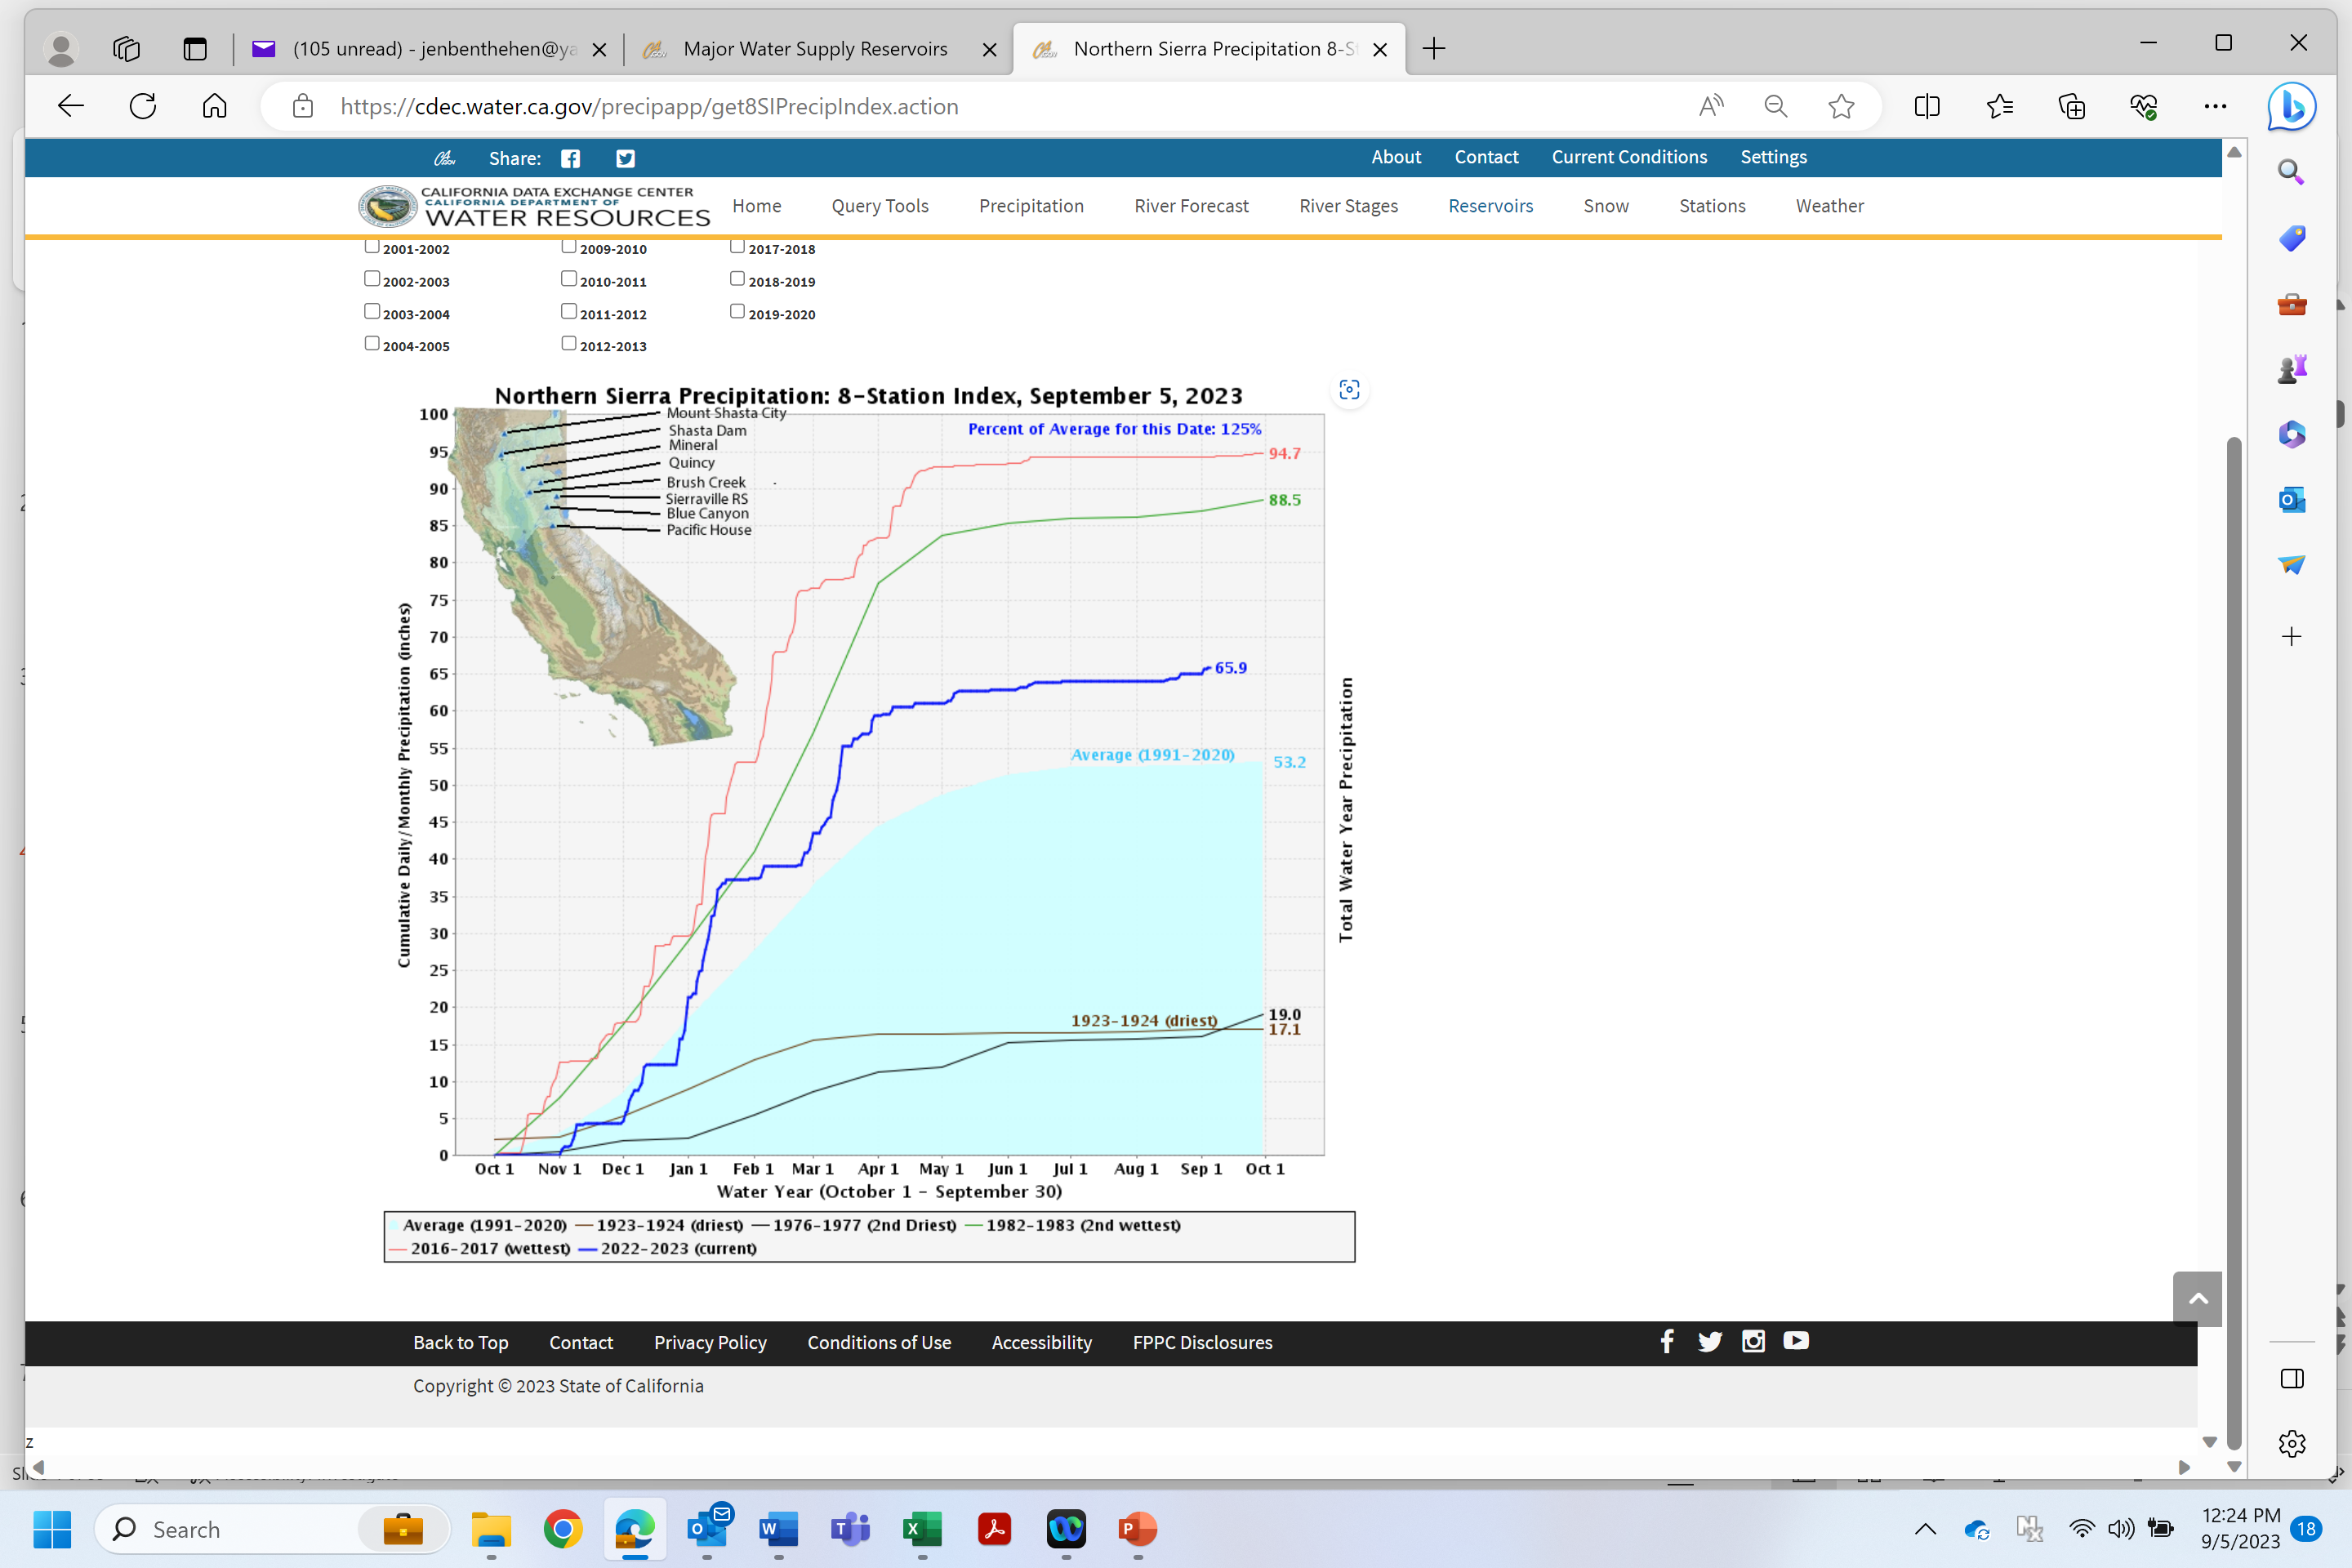 (105 unread) - jenbenthehen@ya
Major Water Supply Reservoirs
Northern Sierra Precipitation 8-S
https://cdec.water.ca.gov/precipapp/get8SIPrecipIndex.action
CA.GOV Share: About Contact Current Conditions Settings
CALIFORNIA DATA EXCHANGE CENTER
CALIFORNIA DEPARTMENT OF
WATER RESOURCES
Home Query Tools Precipitation River Forecast River Stages Reservoirs Snow Stations Weather
2001-2002 2009-2010 2017-2018
2002-2003 2010-2011 2018-2019
2003-2004 2011-2012 2019-2020
2004-2005 2012-2013
Northern Sierra Precipitation: 8-Station Index, September 5, 2023
Percent of Average for this Date: 125%
Mount Shasta City
Shasta Dam
Mineral
Quincy
Brush Creek
Sierraville RS
Blue Canyon
Pacific House
100
95
90
85
80
75
70
65
60
55
50
45
40
35
30
25
20
15
10
5
0
Cumulative Daily/Monthly Precipitation (inches)
94.7
88.5
65.9
Average (1991-2020)
53.2
1923-1924 (driest)
19.0
17.1
Total Water Year Precipitation
Oct 1 Nov 1 Dec 1 Jan 1 Feb 1 Mar 1 Apr 1 May 1 Jun 1 Jul 1 Aug 1 Sep 1 Oct 1
Water Year (October 1 - September 30)
Average (1991-2020) 1923-1924 (driest) 1976-1977 (2nd Driest) 1982-1983 (2nd wettest)
2016-2017 (wettest) 2022-2023 (current)
Back to Top Contact Privacy Policy Conditions of Use Accessibility FPPC Disclosures
Copyright © 2023 State of California
z
Search
12:24 PM
9/5/2023
18